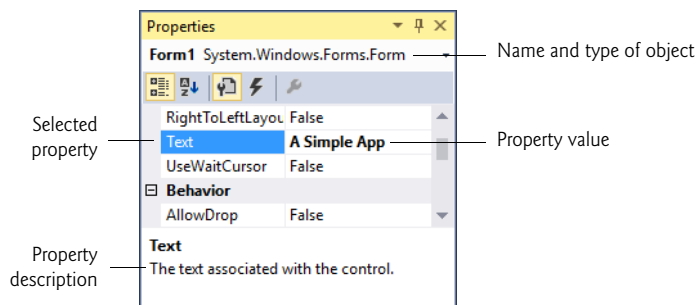 Properties
Form1 System.Windows.Forms.Form
Name and type of object
RightToLeftLayou False
Selected property
Text A Simple App
Property value
UseWaitCursor False
Behavior
AllowDrop False
Text
Property description
The text associated with the control.